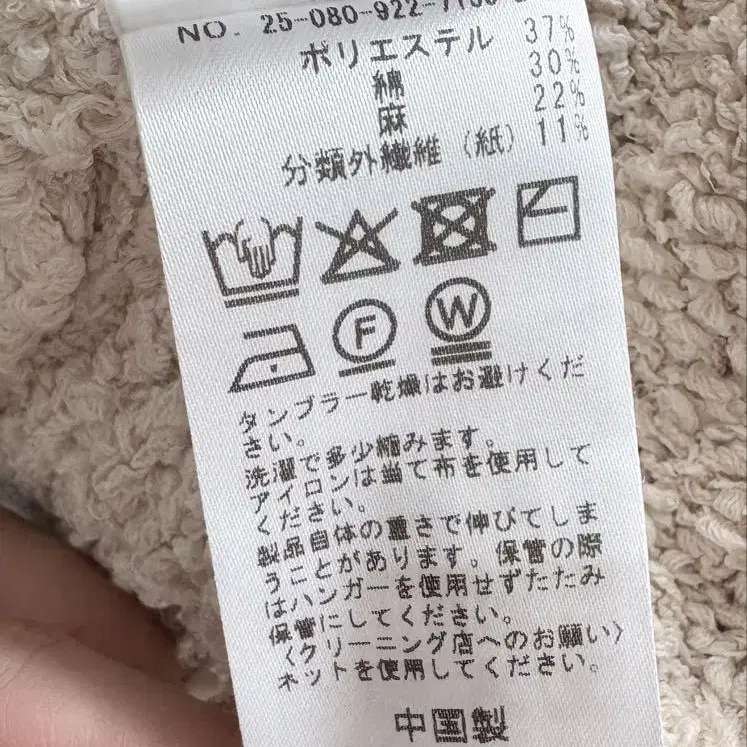 NO. 25-080-922-7100-
ポリエステル 37%
綿 30%
麻 22%
分類外繊維（紙） 11%
F W
タンブラー乾燥はお避けくだ
さい。
洗濯で多少縮みます。
アイロンは当て布を使用して
ください。
製品自体の重さで伸びてしま
うことがあります。保管の際
はハンガーを使用せずたたみ
保管にしてください。
〈クリーニング店へのお願い〉
ネットを使用してください。
中国製